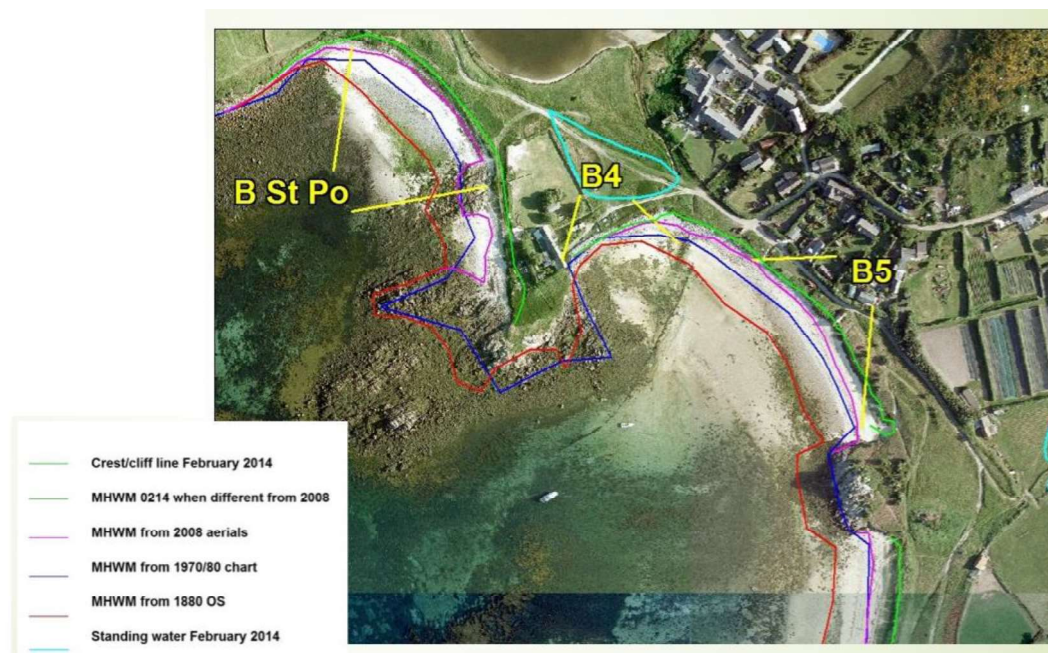 B St Po
B4
B5
Crest/cliff line February 2014
MHWM 0214 when different from 2008
MHWM from 2008 aerials
MHWM from 1970/80 chart
MHWM from 1880 OS
Standing water February 2014